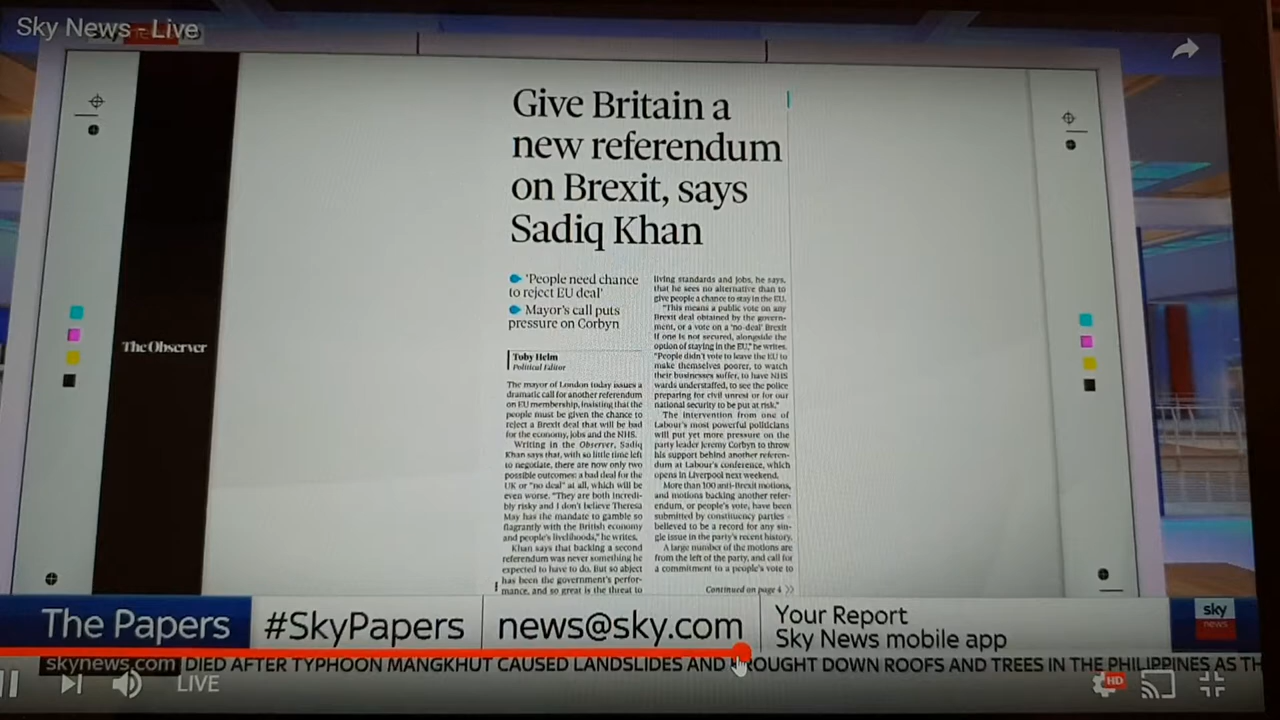 Sky News - Live
Give Britain a
new referendum
on Brexit, says
Sadiq Khan
'People need chance
to reject EU deal'
Mayor's call puts
pressure on Corbyn
Toby Helm
Political Editor
The mayor of London today issues a
dramatic call for another referendum
on EU membership, insisting that the
people must be given the chance to
reject a Brexit deal that will be bad
for the economy, jobs and the NHS.
Writing in the Observer, Sadiq
Khan says that, with so little time left
to negotiate, there are now only two
possible outcomes: a bad deal for the
UK or "no deal" at all, which will be
even worse. "They are both incredi-
bly risky and I don't believe Theresa
May has the mandate to gamble so
flagrantly with the British economy
and people's livelihoods," he writes.
Khan says that backing a second
referendum was never something he
expected to have to do. But so abject
has been the government's perfor-
mance, and so great is the threat to
living standards and jobs, he says,
that he sees no alternative than to
give people a chance to stay in the EU.
"This means a public vote on any
Brexit deal obtained by the govern-
ment, or a vote on a 'no-deal' Brexit
if one is not secured, alongside the
option of staying in the EU," he writes.
"People didn't vote to leave the EU to
make themselves poorer, to watch
their businesses suffer, to have NHS
wards understaffed, to see the police
preparing for civil unrest or for our
national security to be put at risk."
The intervention from one of
Labour's most powerful politicians
will put yet more pressure on the
party leader Jeremy Corbyn to throw
his support behind another referen-
dum at Labour's conference, which
opens in Liverpool next weekend.
More than 100 anti-Brexit motions,
and motions backing another refer-
endum, or people's vote, have been
submitted by constituency parties –
believed to be a record for any sin-
gle issue in the party's recent history.
A large number of the motions are
from the left of the party, and call for
a commitment to a people's vote to
Continued on page 4 >>
The Observer
The Papers
#SkyPapers
news@sky.com
Your Report
Sky News mobile app
sky
news
skynews.com DIED AFTER TYPHOON MANGKHUT CAUSED LANDSLIDES AND BROUGHT DOWN ROOFS AND TREES IN THE PHILIPPINES AS TH
LIVE
HD